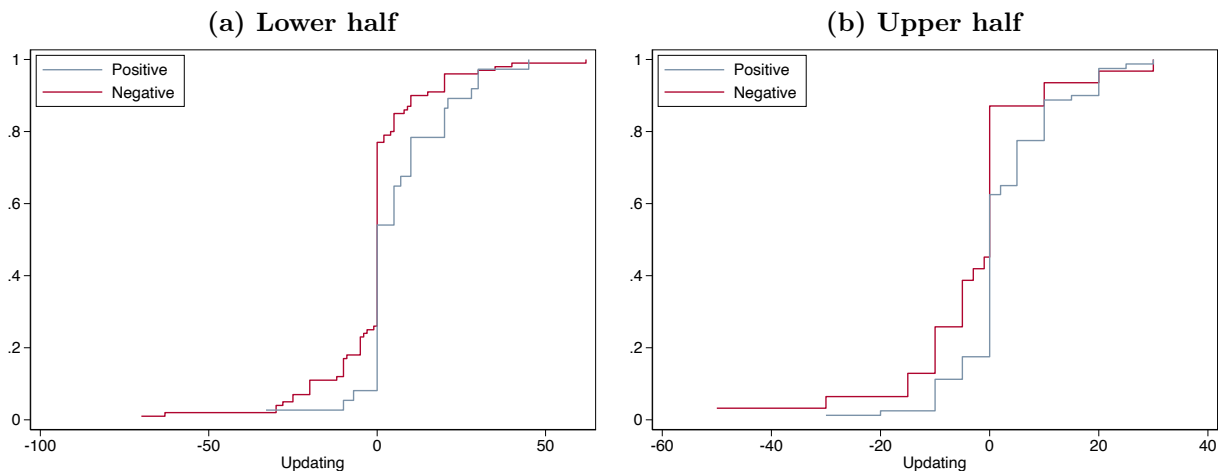 (a) Lower half
1
.8
.6
.4
.2
0
Positive
Negative
-100
-50
0
50
Updating
(b) Upper half
1
.8
.6
.4
.2
0
Positive
Negative
-60
-40
-20
0
20
40
Updating